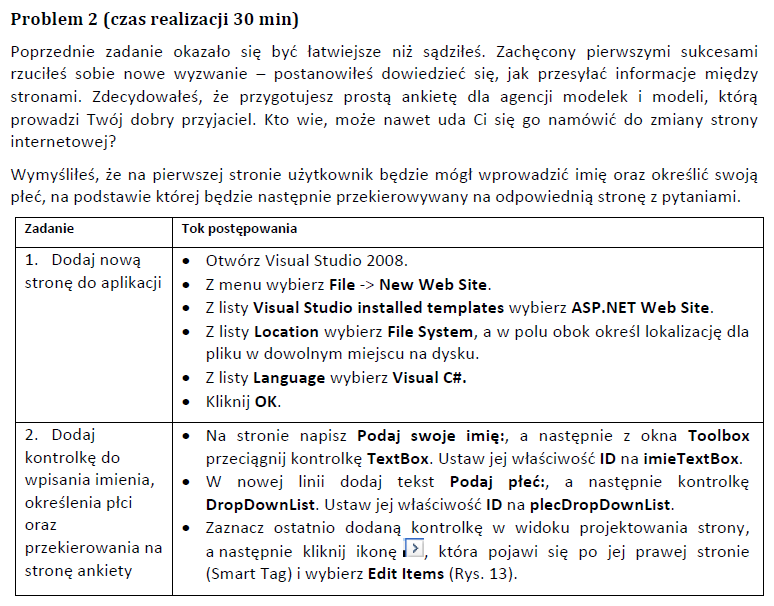 Problem 2 (czas realizacji 30 min)
Poprzednie zadanie okazało się być łatwiejsze niż sądziłeś. Zachęcony pierwszymi sukcesami
rzuciłeś sobie nowe wyzwanie – postanowiłeś dowiedzieć się, jak przesyłać informacje między
stronami. Zdecydowałeś, że przygotujesz prostą ankietę dla agencji modelek i modeli, którą
prowadzi Twój dobry przyjaciel. Kto wie, może nawet uda Ci się go namówić do zmiany strony
internetowej?
Wymyśliłeś, że na pierwszej stronie użytkownik będzie mógł wprowadzić imię oraz określić swoją
płeć, na podstawie której będzie następnie przekierowywany na odpowiednią stronę z pytaniami.
Zadanie
Tok postępowania
1. Dodaj nową
stronę do aplikacji
• Otwórz Visual Studio 2008.
• Z menu wybierz File -> New Web Site.
• Z listy Visual Studio installed templates wybierz ASP.NET Web Site.
• Z listy Location wybierz File System, a w polu obok określ lokalizację dla
pliku w dowolnym miejscu na dysku.
• Z listy Language wybierz Visual C#.
• Kliknij OK.
2. Dodaj
kontrolkę do
wpisania imienia,
określenia płci
oraz
przekierowania na
stronę ankiety
• Na stronie napisz Podaj swoje imię:, a następnie z okna Toolbox
przeciągnij kontrolkę TextBox. Ustaw jej właściwość ID na imieTextBox.
• W nowej linii dodaj tekst Podaj płeć:, a następnie kontrolkę
DropDownList. Ustaw jej właściwość ID na plecDropDownList.
• Zaznacz ostatnio dodaną kontrolkę w widoku projektowania strony,
a następnie kliknij ikonę >, która pojawi się po jej prawej stronie
(Smart Tag) i wybierz Edit Items (Rys. 13).